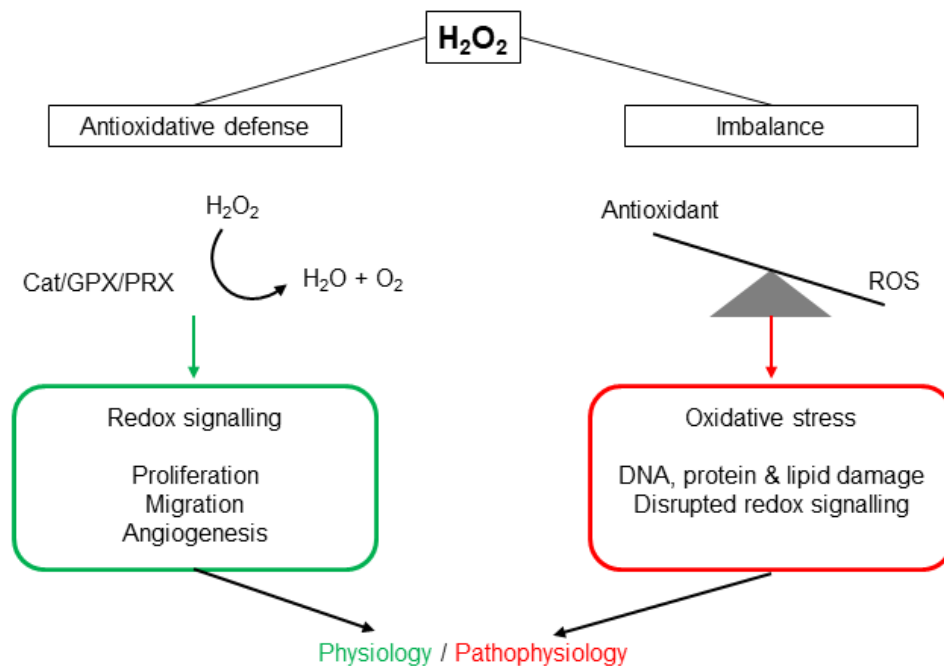 H₂O₂
Antioxidative defense
Imbalance
H₂O₂
Cat/GPX/PRX
H₂O + O₂
Antioxidant
ROS
Redox signalling
Proliferation
Migration
Angiogenesis
Oxidative stress
DNA, protein & lipid damage
Disrupted redox signalling
Physiology / Pathophysiology